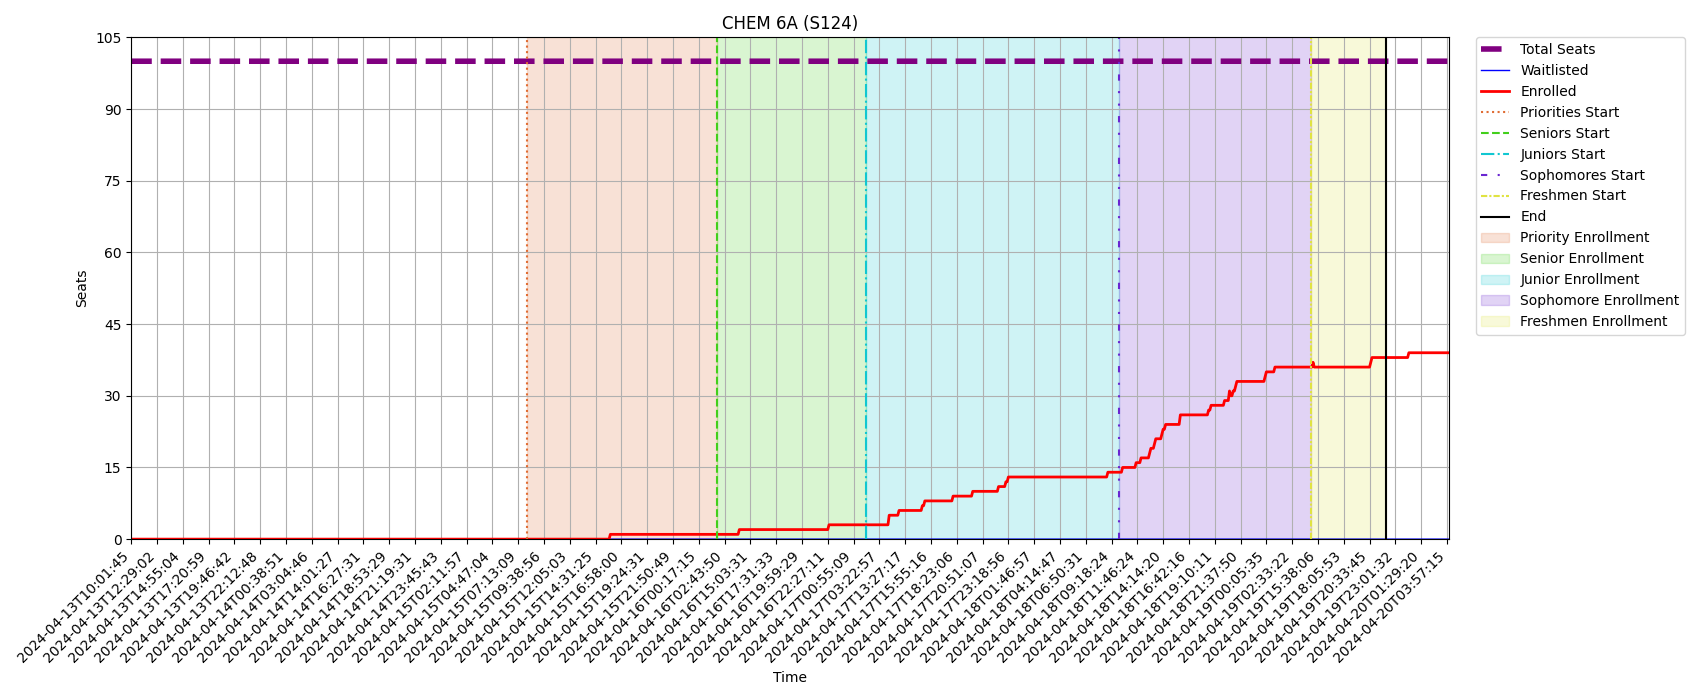 CHEM 6A (S124)
105
90
75
60
45
30
15
0
Seats
2024-04-13T10:01:45
2024-04-13T12:29:02
2024-04-13T14:55:04
2024-04-13T17:20:59
2024-04-13T19:46:42
2024-04-13T22:12:48
2024-04-14T00:38:51
2024-04-14T03:04:46
2024-04-14T14:01:27
2024-04-14T16:27:31
2024-04-14T18:53:29
2024-04-14T21:19:31
2024-04-14T23:45:43
2024-04-15T02:11:57
2024-04-15T04:47:04
2024-04-15T07:13:09
2024-04-15T09:38:56
2024-04-15T12:05:03
2024-04-15T14:31:25
2024-04-15T16:58:00
2024-04-15T19:24:31
2024-04-15T21:50:49
2024-04-16T00:17:15
2024-04-16T02:43:50
2024-04-16T15:03:31
2024-04-16T17:31:33
2024-04-16T19:59:29
2024-04-16T22:27:11
2024-04-17T00:55:09
2024-04-17T03:22:57
2024-04-17T13:27:17
2024-04-17T15:55:16
2024-04-17T18:23:06
2024-04-17T20:51:07
2024-04-17T23:18:56
2024-04-18T01:46:57
2024-04-18T04:14:47
2024-04-18T06:50:31
2024-04-18T09:18:24
2024-04-18T11:46:24
2024-04-18T14:14:20
2024-04-18T16:42:16
2024-04-18T19:10:11
2024-04-18T21:37:50
2024-04-19T00:05:35
2024-04-19T02:33:22
2024-04-19T15:38:06
2024-04-19T18:05:53
2024-04-19T20:33:45
2024-04-19T23:01:32
2024-04-20T01:29:20
2024-04-20T03:57:15
Time
Total Seats
Waitlisted
Enrolled
Priorities Start
Seniors Start
Juniors Start
Sophomores Start
Freshmen Start
End
Priority Enrollment
Senior Enrollment
Junior Enrollment
Sophomore Enrollment
Freshmen Enrollment